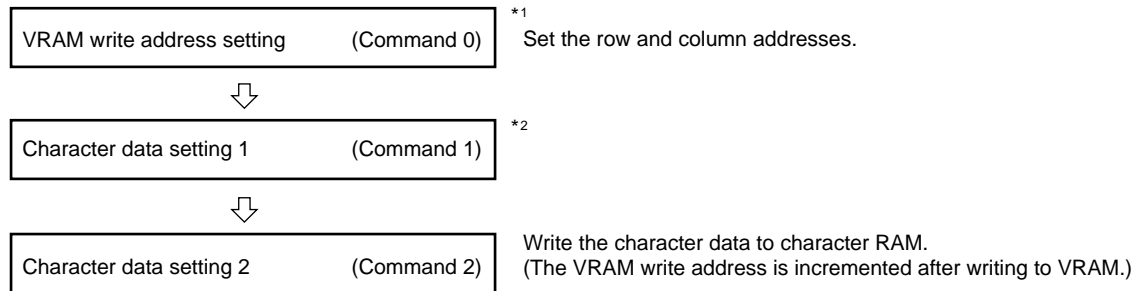 *1
VRAM write address setting (Command 0) Set the row and column addresses.
*2
Character data setting 1 (Command 1)
Write the character data to character RAM.
Character data setting 2 (Command 2) (The VRAM write address is incremented after writing to VRAM.)